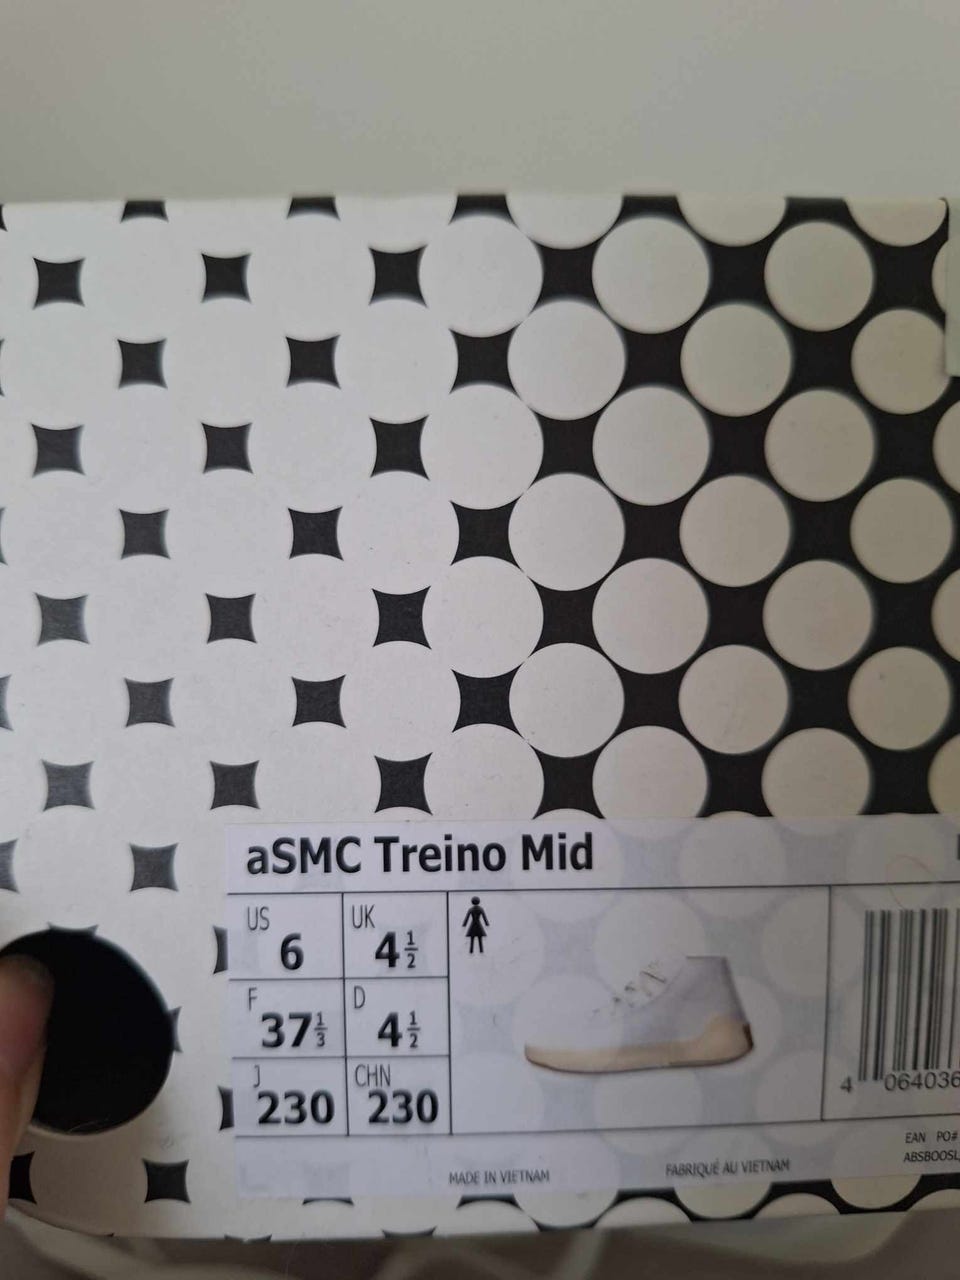 aSMC Treino Mid
US 6 UK 4½
F 37⅓ D 4½
J 230 CHN 230
4 064036
EAN PO#
MADE IN VIETNAM FABRIQUÉ AU VIETNAM